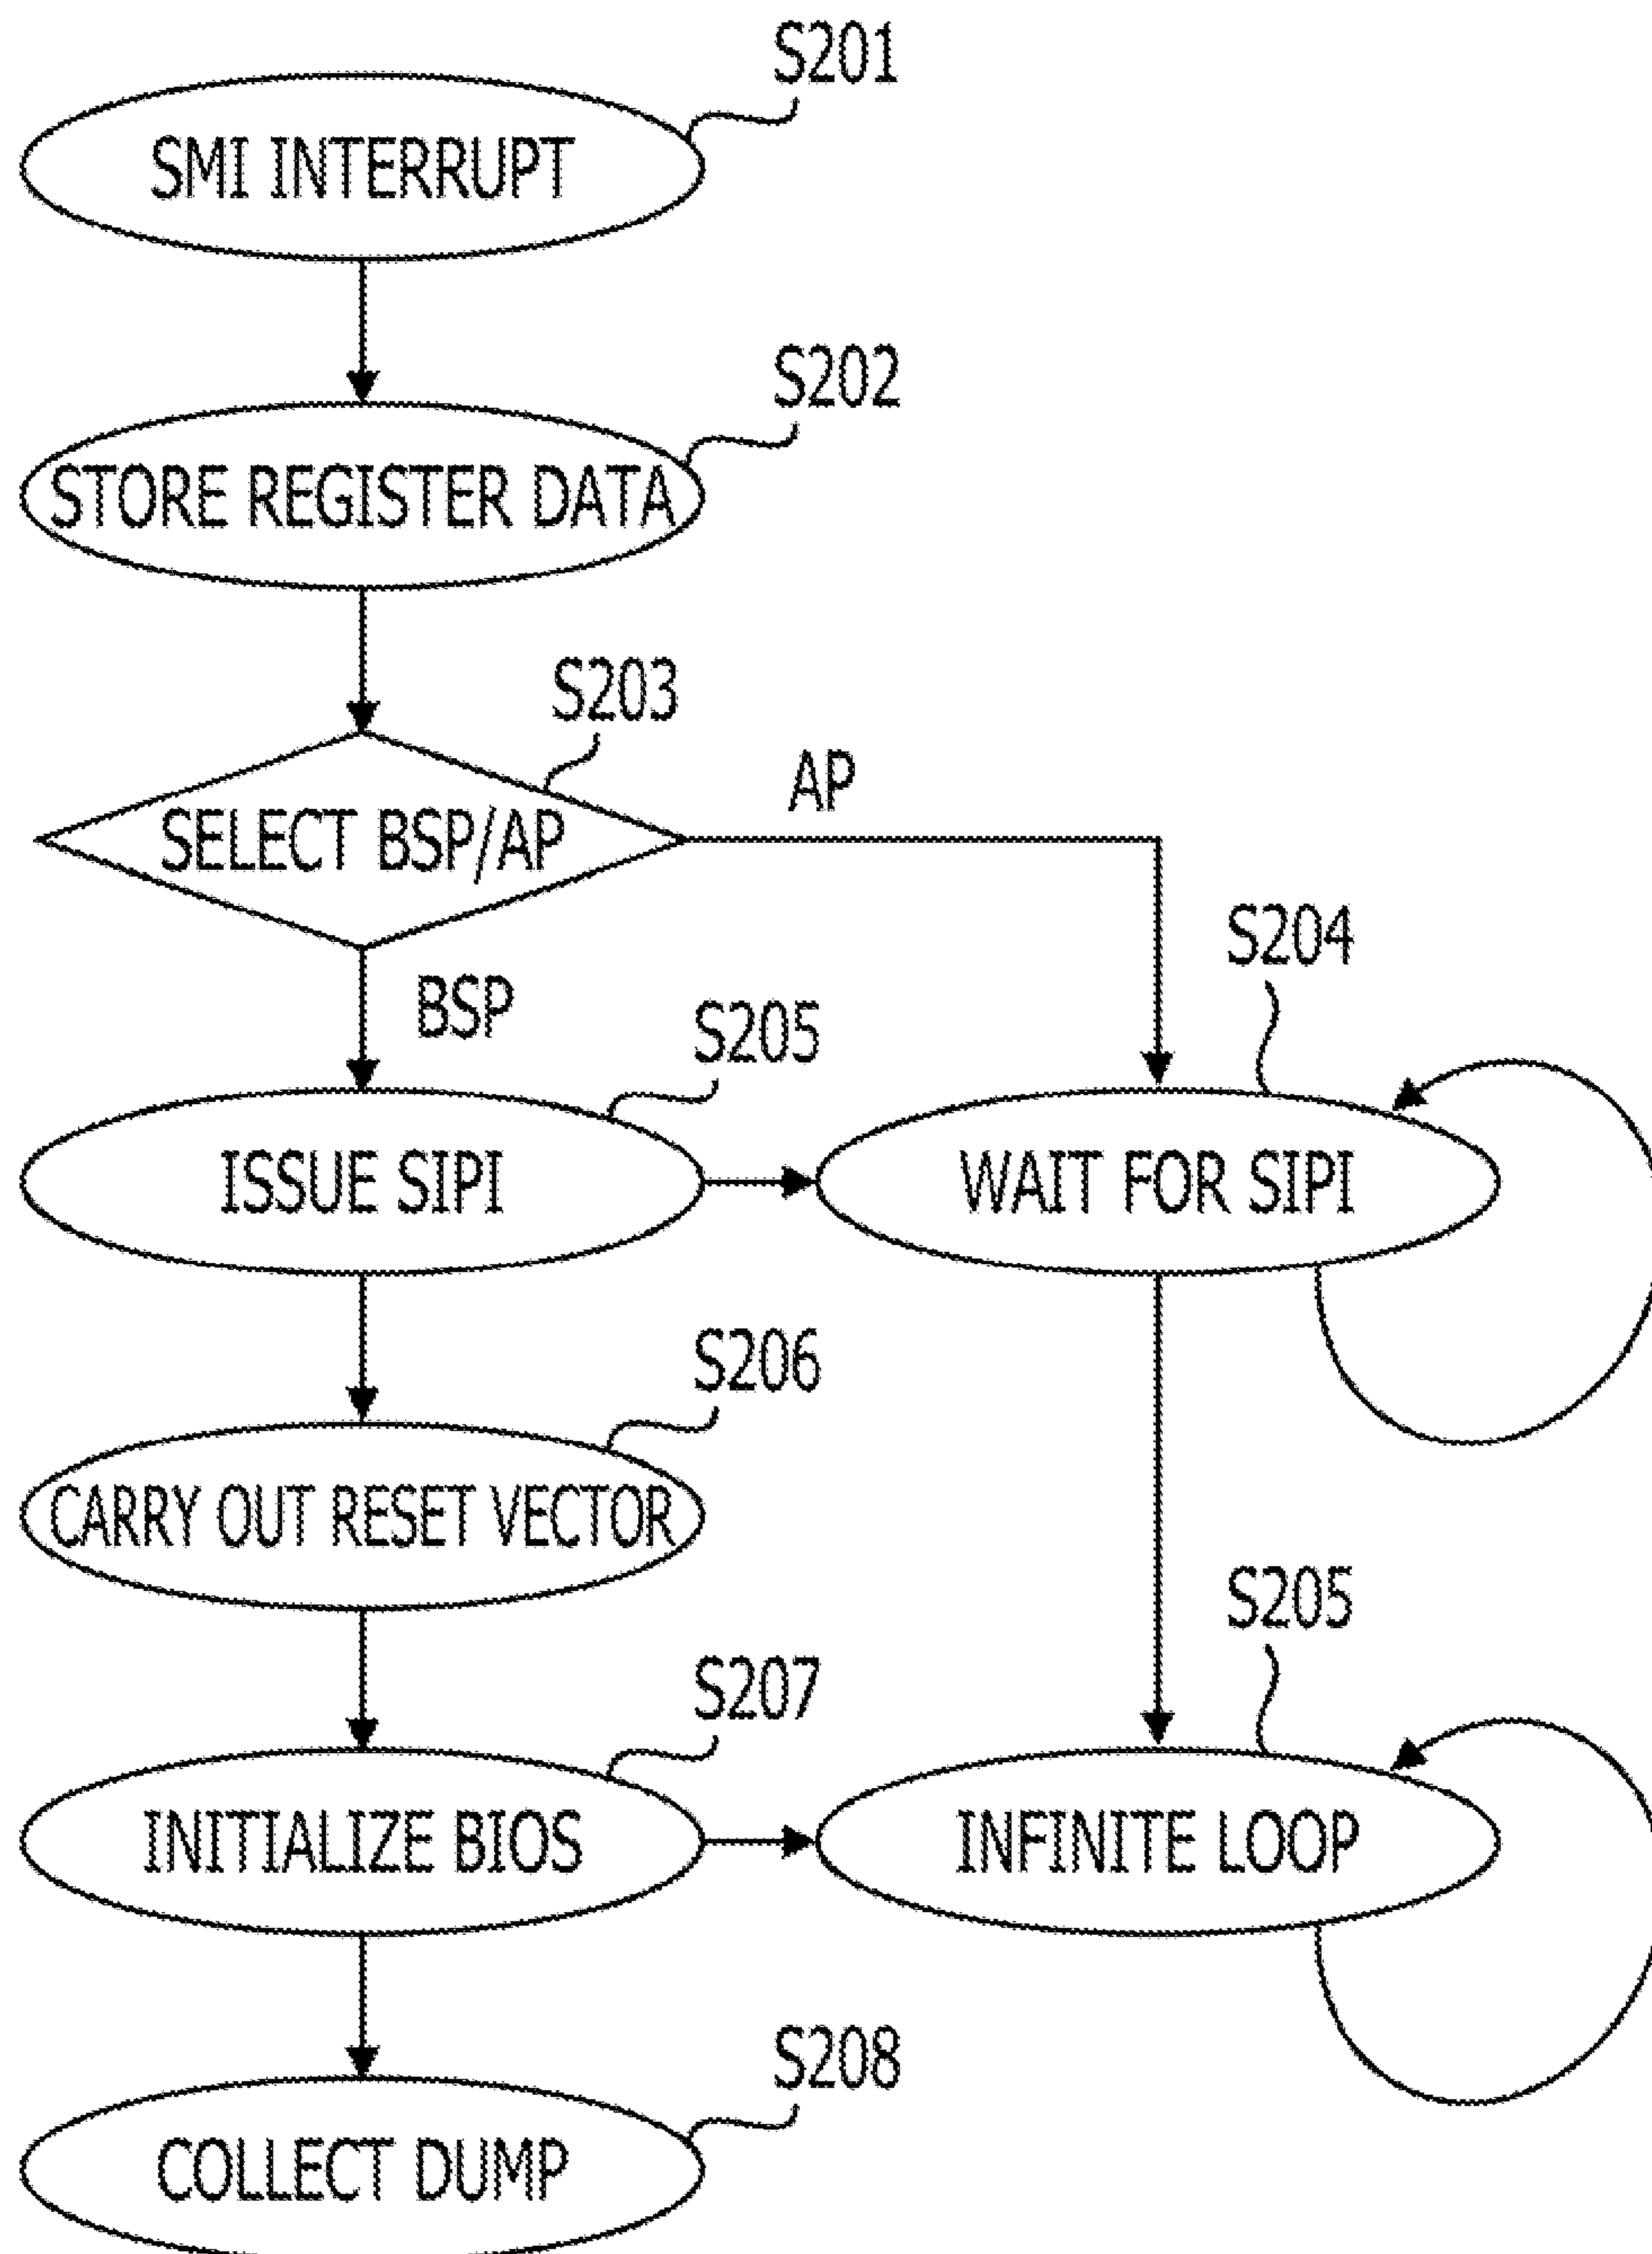 S201
SMI INTERRUPT
S202
STORE REGISTER DATA
S203
SELECT BSP/AP
AP
BSP
S204
S205
ISSUE SIPI
WAIT FOR SIPI
S206
CARRY OUT RESET VECTOR
S205
S207
INITIALIZE BIOS
INFINITE LOOP
S208
COLLECT DUMP